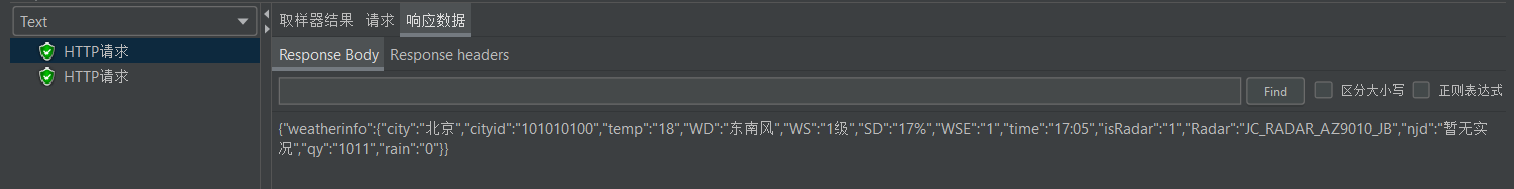 Text
HTTP请求
HTTP请求
取样器结果 请求 响应数据
Response Body Response headers
Find 区分大小写 正则表达式
{"weatherinfo":{"city":"北京","cityid":"101010100","temp":"18","WD":"东南风","WS":"1级","SD":"17%","WSE":"1","time":"17:05","isRadar":"1","Radar":"JC_RADAR_AZ9010_JB","njd":"暂无实
况","qy":"1011","rain":"0"}}